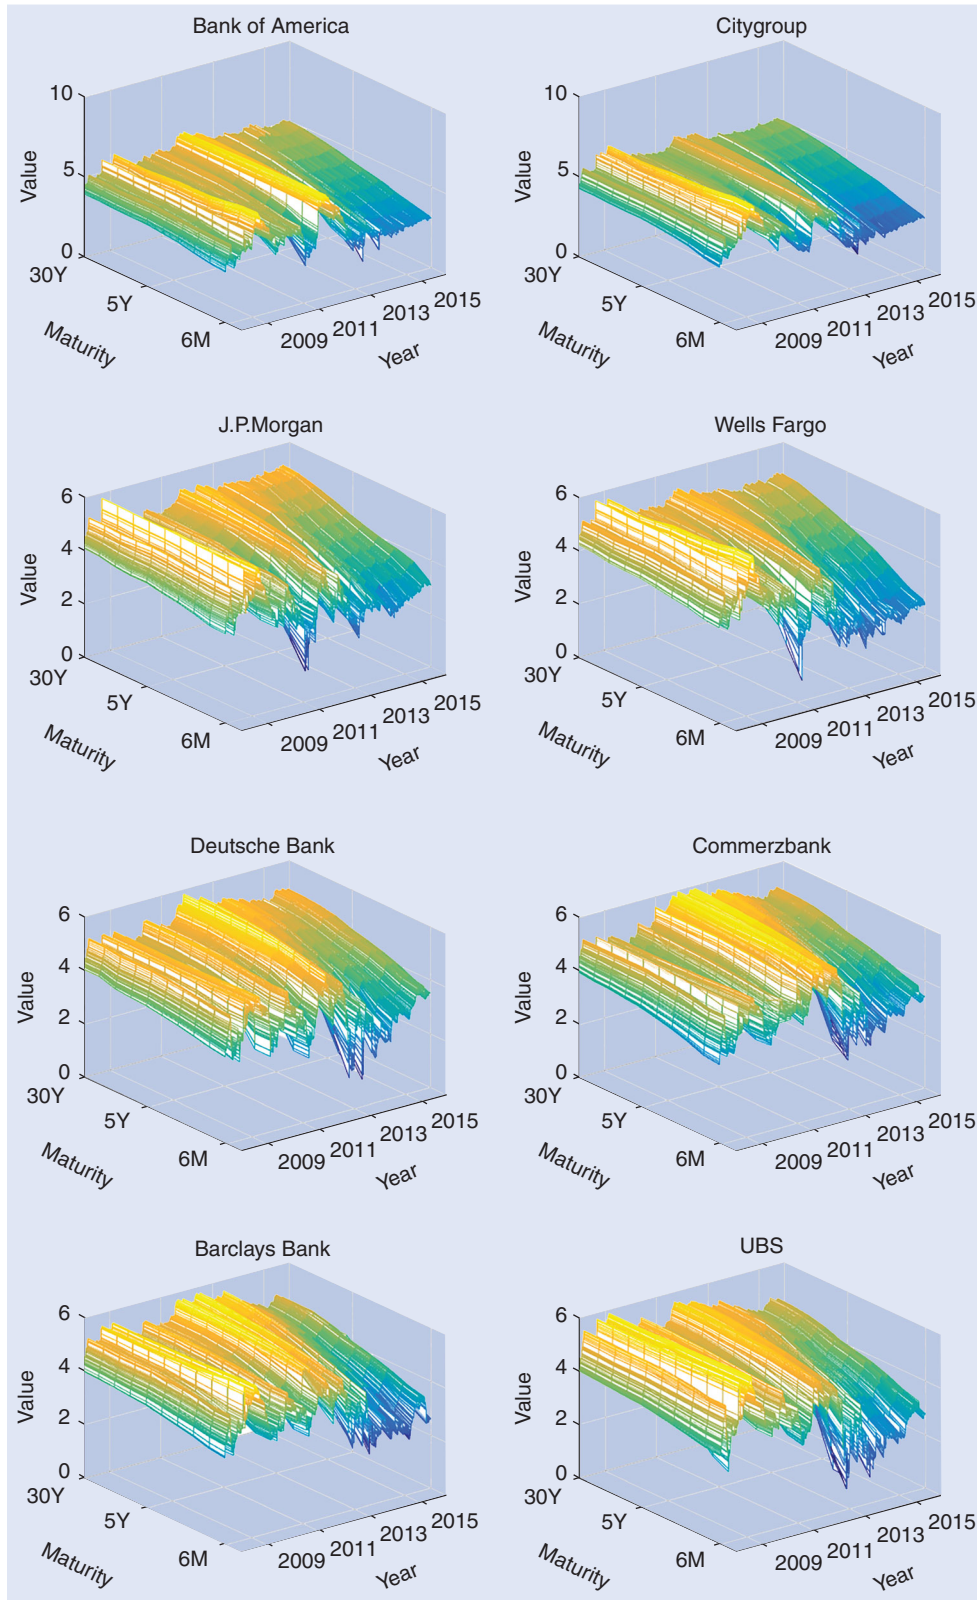 Bank of America
10
5
0
Value
30Y
5Y
6M
Maturity
2009
2011
2013
2015
Year
Citygroup
10
5
0
Value
30Y
5Y
6M
Maturity
2009
2011
2013
2015
Year
J.P.Morgan
6
4
2
0
Value
30Y
5Y
6M
Maturity
2009
2011
2013
2015
Year
Wells Fargo
6
4
2
0
Value
30Y
5Y
6M
Maturity
2009
2011
2013
2015
Year
Deutsche Bank
6
4
2
0
Value
30Y
5Y
6M
Maturity
2009
2011
2013
2015
Year
Commerzbank
6
4
2
0
Value
30Y
5Y
6M
Maturity
2009
2011
2013
2015
Year
Barclays Bank
6
4
2
0
Value
30Y
5Y
6M
Maturity
2009
2011
2013
2015
Year
UBS
6
4
2
0
Value
30Y
5Y
6M
Maturity
2009
2011
2013
2015
Year